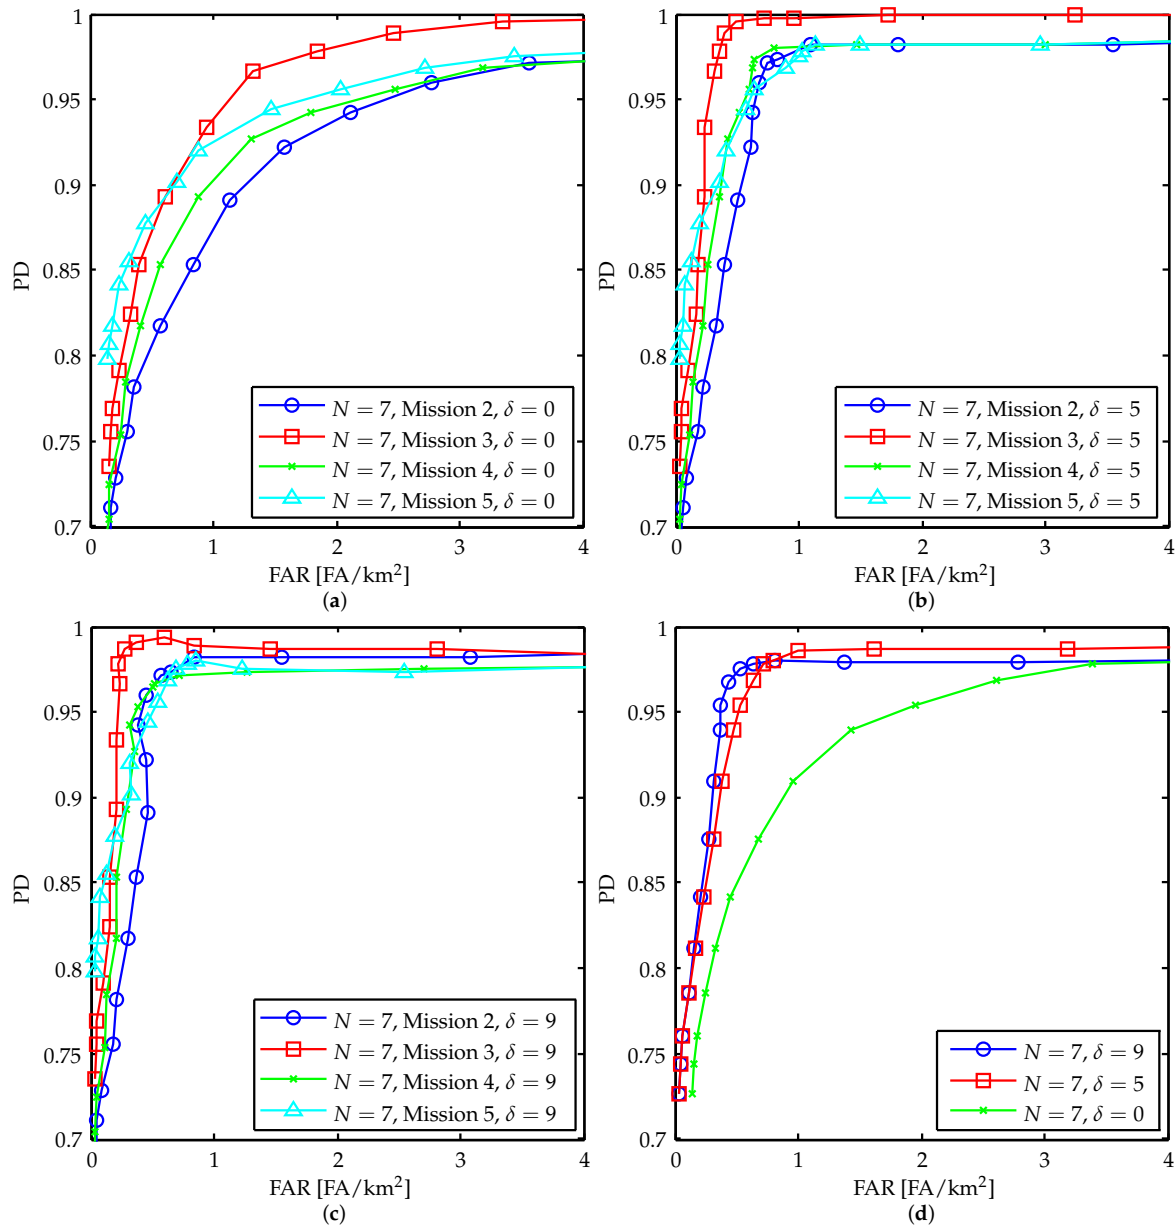 1
0.95
0.9
0.85
0.8
0.75
0.7
PD
0
1
2
3
4
FAR [FA/km²]
N = 7, Mission 2, δ = 0
N = 7, Mission 3, δ = 0
N = 7, Mission 4, δ = 0
N = 7, Mission 5, δ = 0
(a)
1
0.95
0.9
0.85
0.8
0.75
0.7
PD
0
1
2
3
4
FAR [FA/km²]
N = 7, Mission 2, δ = 5
N = 7, Mission 3, δ = 5
N = 7, Mission 4, δ = 5
N = 7, Mission 5, δ = 5
(b)
1
0.95
0.9
0.85
0.8
0.75
0.7
PD
0
1
2
3
4
FAR [FA/km²]
N = 7, Mission 2, δ = 9
N = 7, Mission 3, δ = 9
N = 7, Mission 4, δ = 9
N = 7, Mission 5, δ = 9
(c)
1
0.95
0.9
0.85
0.8
0.75
0.7
PD
0
1
2
3
4
FAR [FA/km²]
N = 7, δ = 9
N = 7, δ = 5
N = 7, δ = 0
(d)